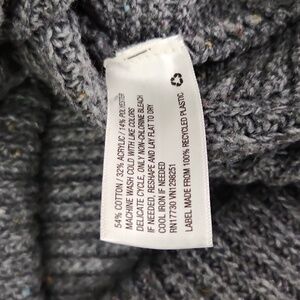 54% COTTON / 32% ACRYLIC / 14% POLYESTER
MACHINE WASH COLD WITH LIKE COLORS
DELICATE CYCLE, ONLY NON-CHLORINE BLEACH
IF NEEDED, RESHAPE AND LAY FLAT TO DRY
COOL IRON IF NEEDED
RN17730 VN1298251
LABEL MADE FROM 100% RECYCLED PLASTIC